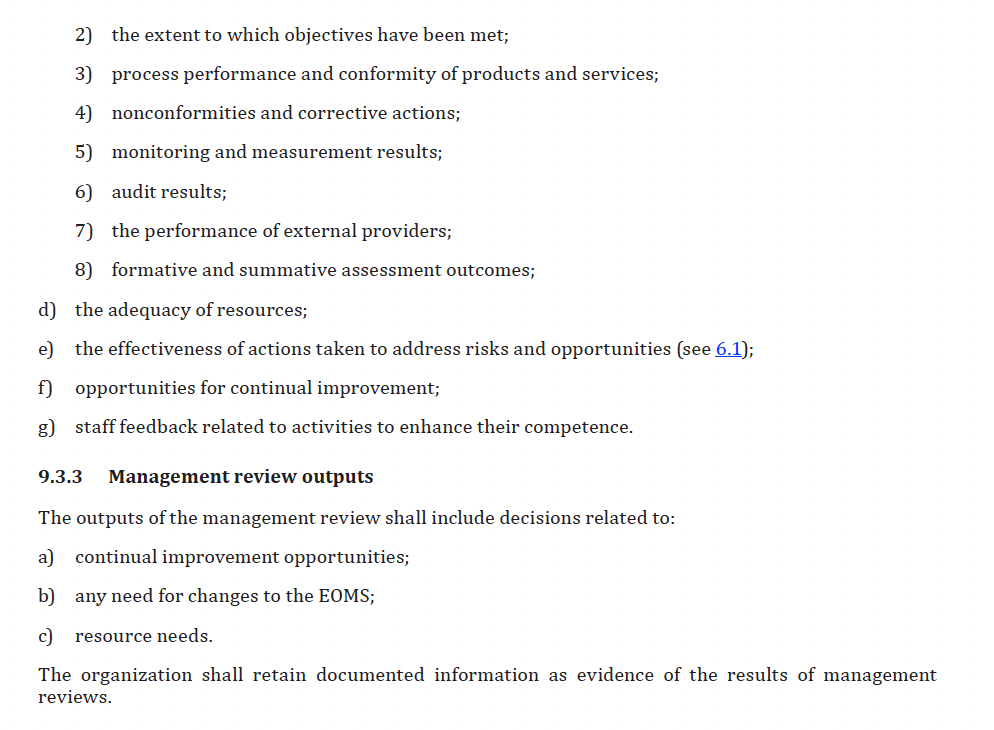 2) the extent to which objectives have been met;
3) process performance and conformity of products and services;
4) nonconformities and corrective actions;
5) monitoring and measurement results;
6) audit results;
7) the performance of external providers;
8) formative and summative assessment outcomes;
d) the adequacy of resources;
e) the effectiveness of actions taken to address risks and opportunities (see 6.1);
f) opportunities for continual improvement;
g) staff feedback related to activities to enhance their competence.
9.3.3 Management review outputs
The outputs of the management review shall include decisions related to:
a) continual improvement opportunities;
b) any need for changes to the EOMS;
c) resource needs.
The organization shall retain documented information as evidence of the results of management
reviews.